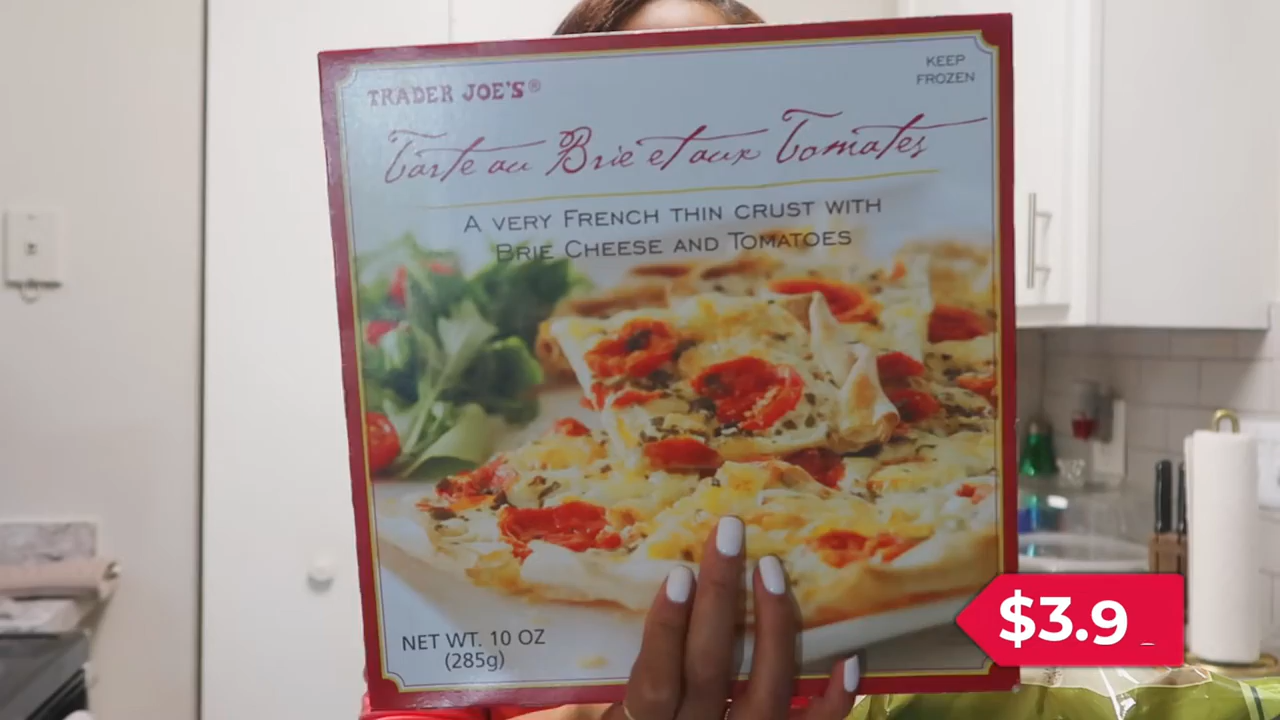 TRADER JOE'S®
KEEP
FROZEN
Tarte au Brie et aux Tomates
A VERY FRENCH THIN CRUST WITH
BRIE CHEESE AND TOMATOES
NET WT. 10 OZ
(285g)
$3.9_